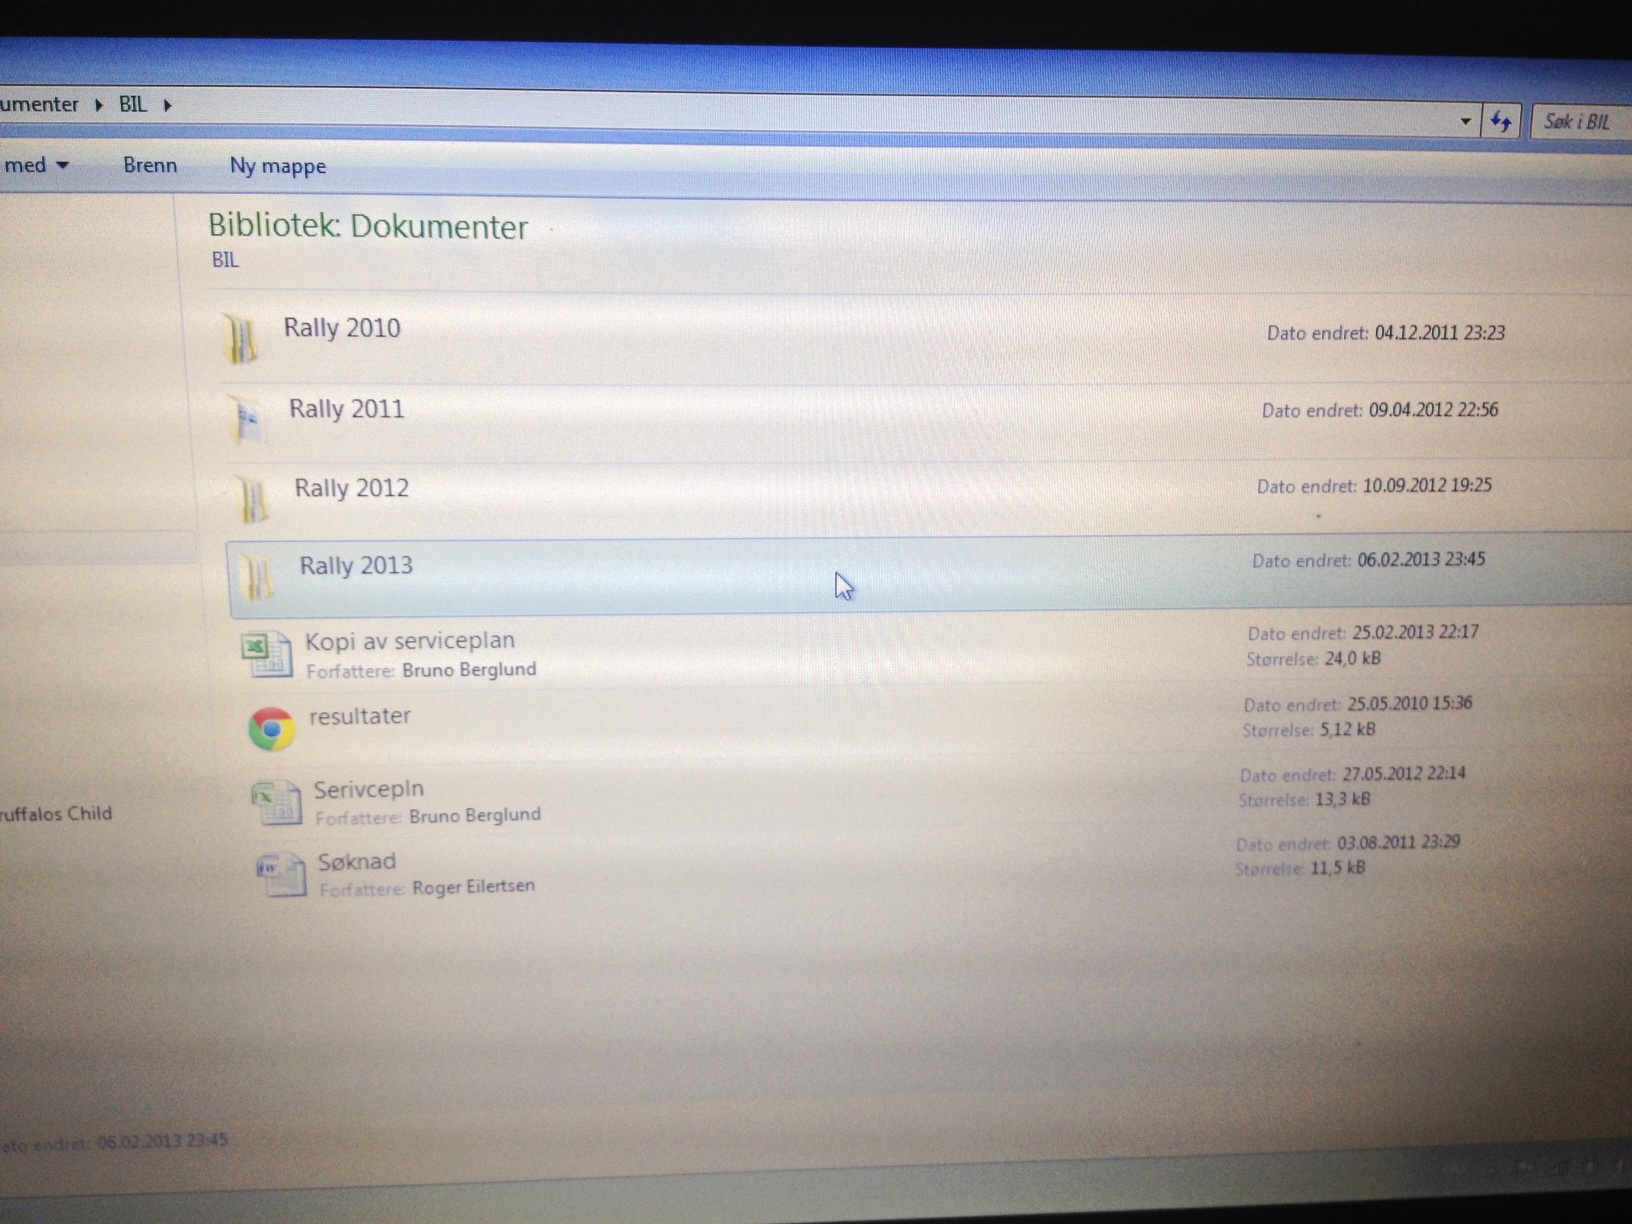 umenter ▸ BIL ▸
Søk i BIL
med Brenn Ny mappe
Bibliotek: Dokumenter
BIL
Rally 2010 Dato endret: 04.12.2011 23:23
Rally 2011 Dato endret: 09.04.2012 22:56
Rally 2012 Dato endret: 10.09.2012 19:25
Rally 2013 Dato endret: 06.02.2013 23:45
Kopi av serviceplan Dato endret: 25.02.2013 22:17
Forfattere: Bruno Berglund Størrelse: 24,0 kB
resultater Dato endret: 25.05.2010 15:36
Størrelse: 5,12 kB
Serivcepln Dato endret: 27.05.2012 22:14
Forfattere: Bruno Berglund Størrelse: 13,3 kB
ruffalos Child
Søknad Dato endret: 03.08.2011 23:29
Forfattere: Roger Eilertsen Størrelse: 11,5 kB
ato endret: 06.02.2013 23:45